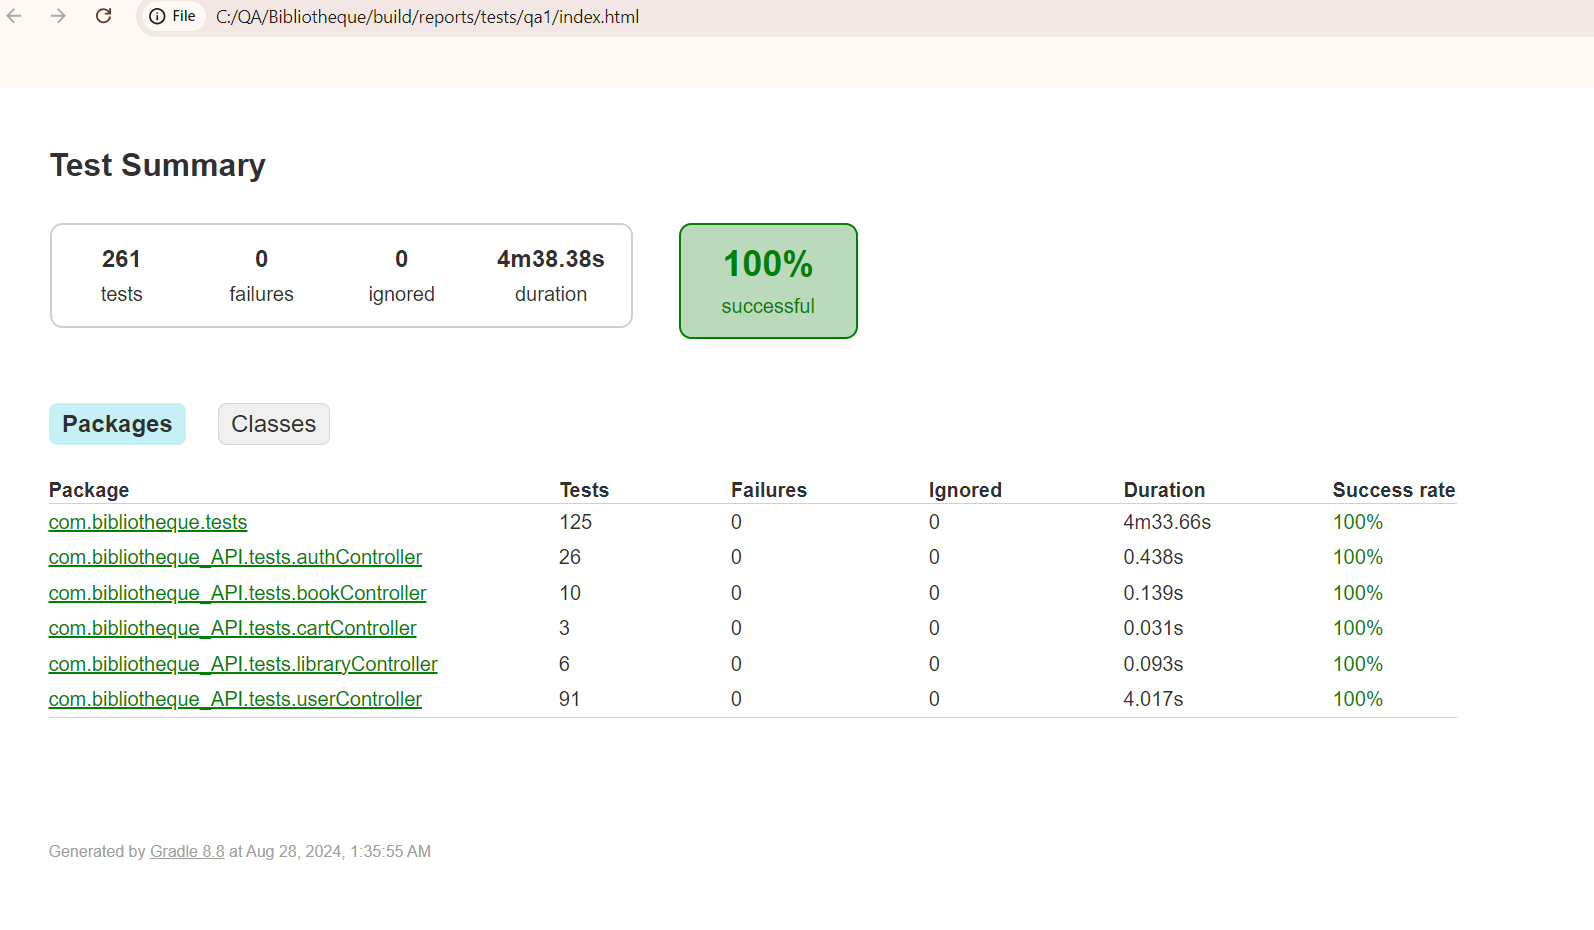 File C:/QA/Bibliotheque/build/reports/tests/qa1/index.html
Test Summary
261 0 0 4m38.38s
tests failures ignored duration
100%
successful
Packages Classes
Package Tests Failures Ignored Duration Success rate
com.bibliotheque.tests 125 0 0 4m33.66s 100%
com.bibliotheque_API.tests.authController 26 0 0 0.438s 100%
com.bibliotheque_API.tests.bookController 10 0 0 0.139s 100%
com.bibliotheque_API.tests.cartController 3 0 0 0.031s 100%
com.bibliotheque_API.tests.libraryController 6 0 0 0.093s 100%
com.bibliotheque_API.tests.userController 91 0 0 4.017s 100%
Generated by Gradle 8.8 at Aug 28, 2024, 1:35:55 AM